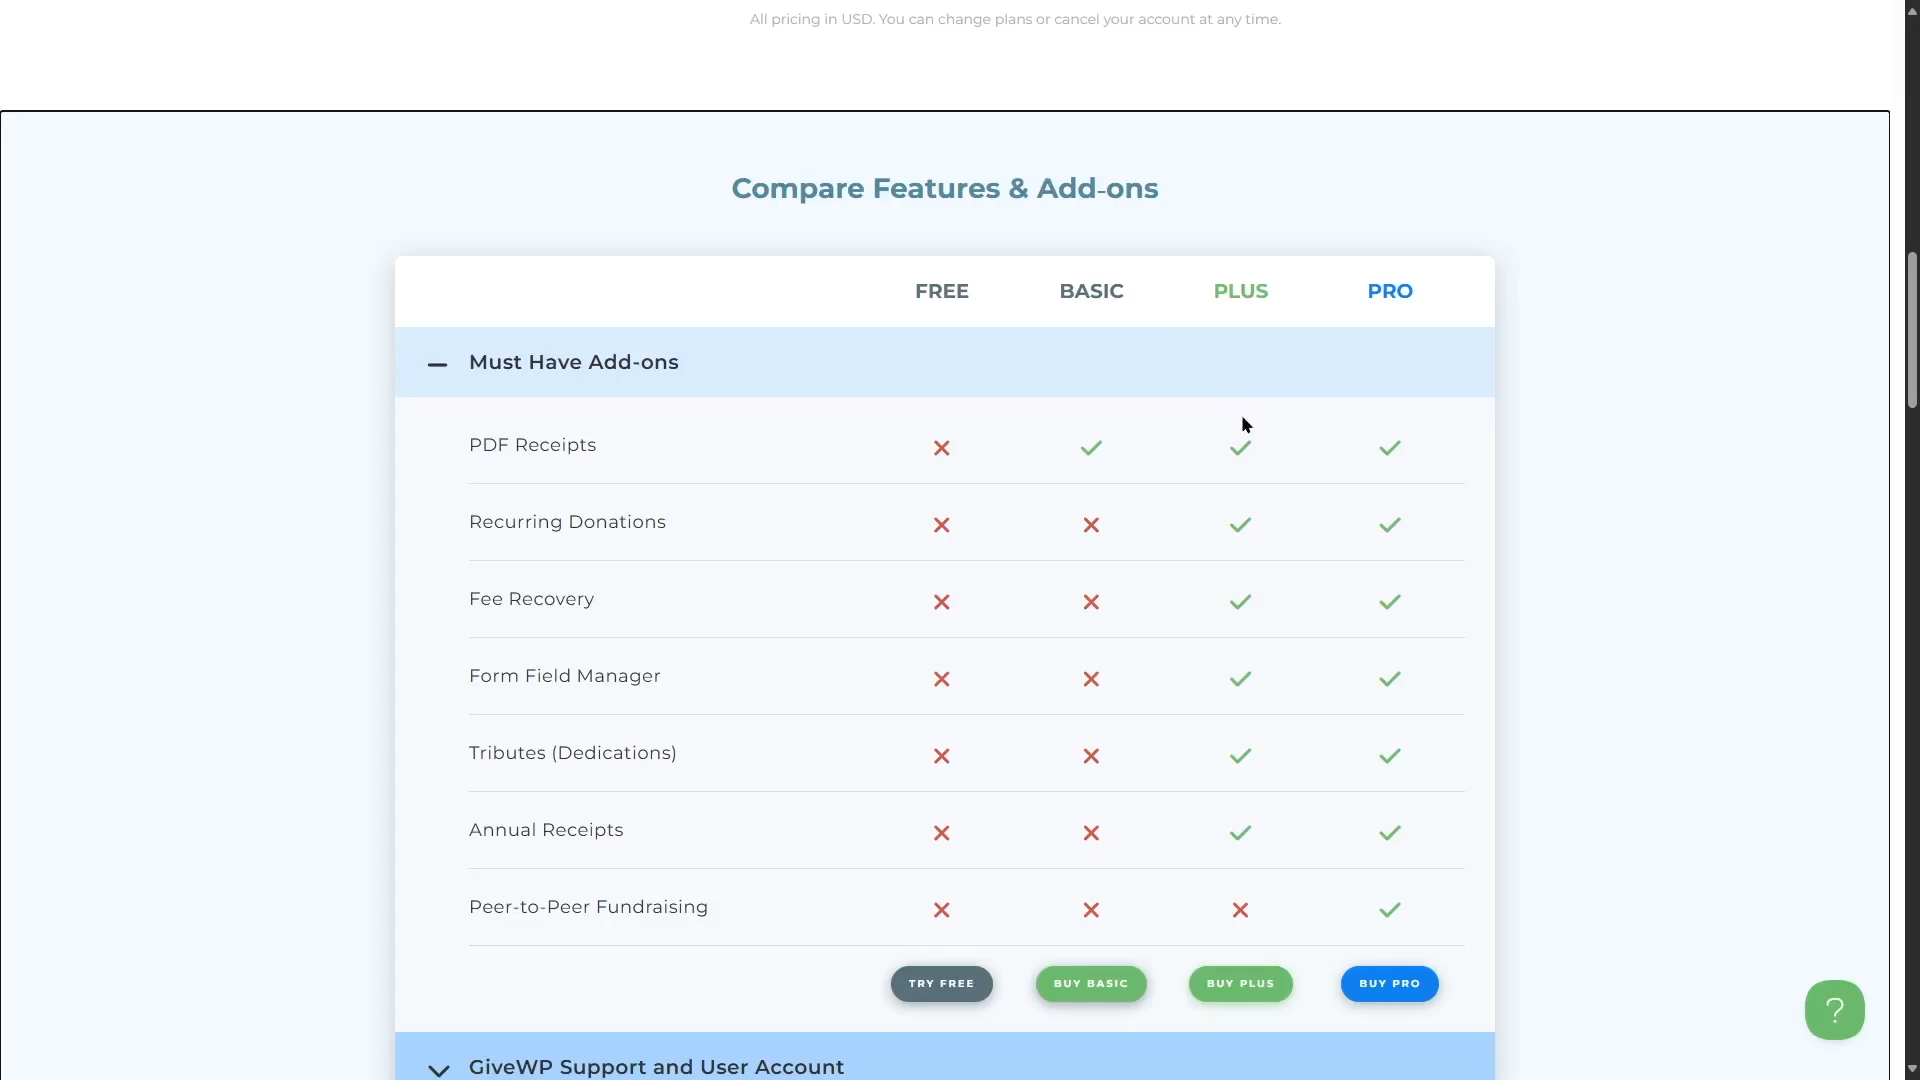 All pricing in USD. You can change plans or cancel your account at any time.
Compare Features & Add-ons
FREE BASIC PLUS PRO
Must Have Add-ons
PDF Receipts
Recurring Donations
Fee Recovery
Form Field Manager
Tributes (Dedications)
Annual Receipts
Peer-to-Peer Fundraising
TRY FREE BUY BASIC BUY PLUS BUY PRO
?
GiveWP Support and User Account